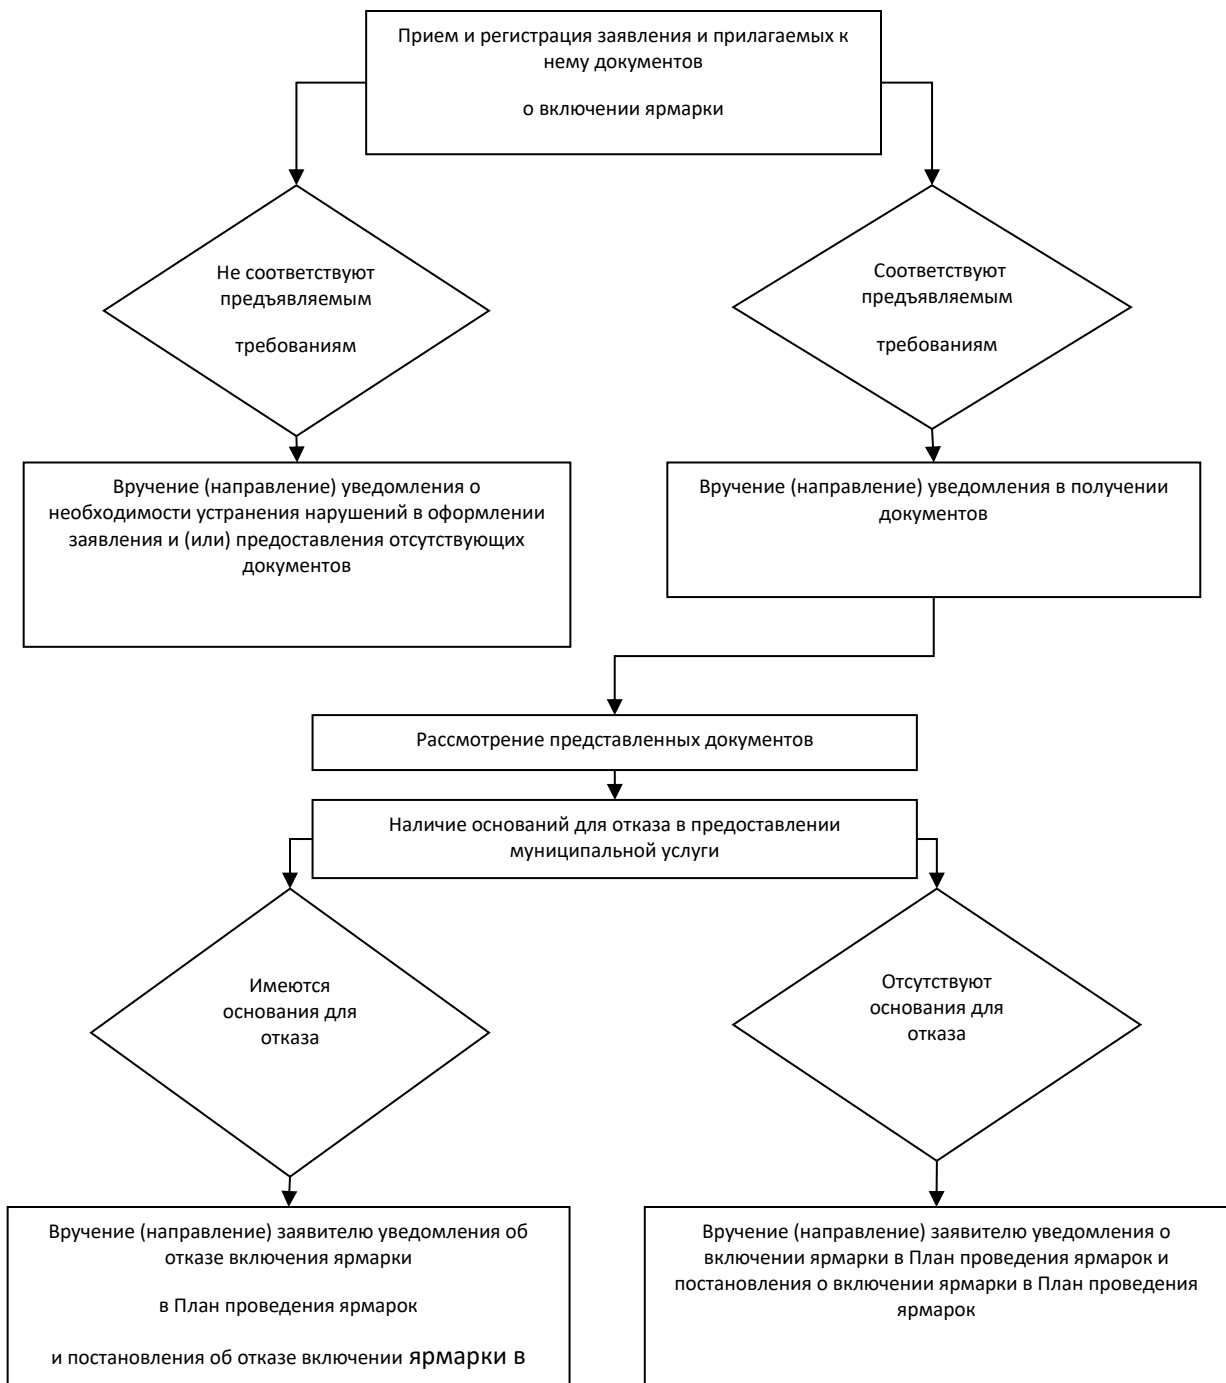 Прием и регистрация заявления и прилагаемых к
нему документов
о включении ярмарки
Не соответствуют
предъявляемым
требованиям
Соответствуют
предъявляемым
требованиям
Вручение (направление) уведомления о
необходимости устранения нарушений в оформлении
заявления и (или) предоставления отсутствующих
документов
Вручение (направление) уведомления в получении
документов
Рассмотрение представленных документов
Наличие оснований для отказа в предоставлении
муниципальной услуги
Имеются
основания для
отказа
Отсутствуют
основания для
отказа
Вручение (направление) заявителю уведомления об
отказе включения ярмарки
в План проведения ярмарок
и постановления об отказе включении ярмарки в
Вручение (направление) заявителю уведомления о
включении ярмарки в План проведения ярмарок и
постановления о включении ярмарки в План проведения
ярмарок